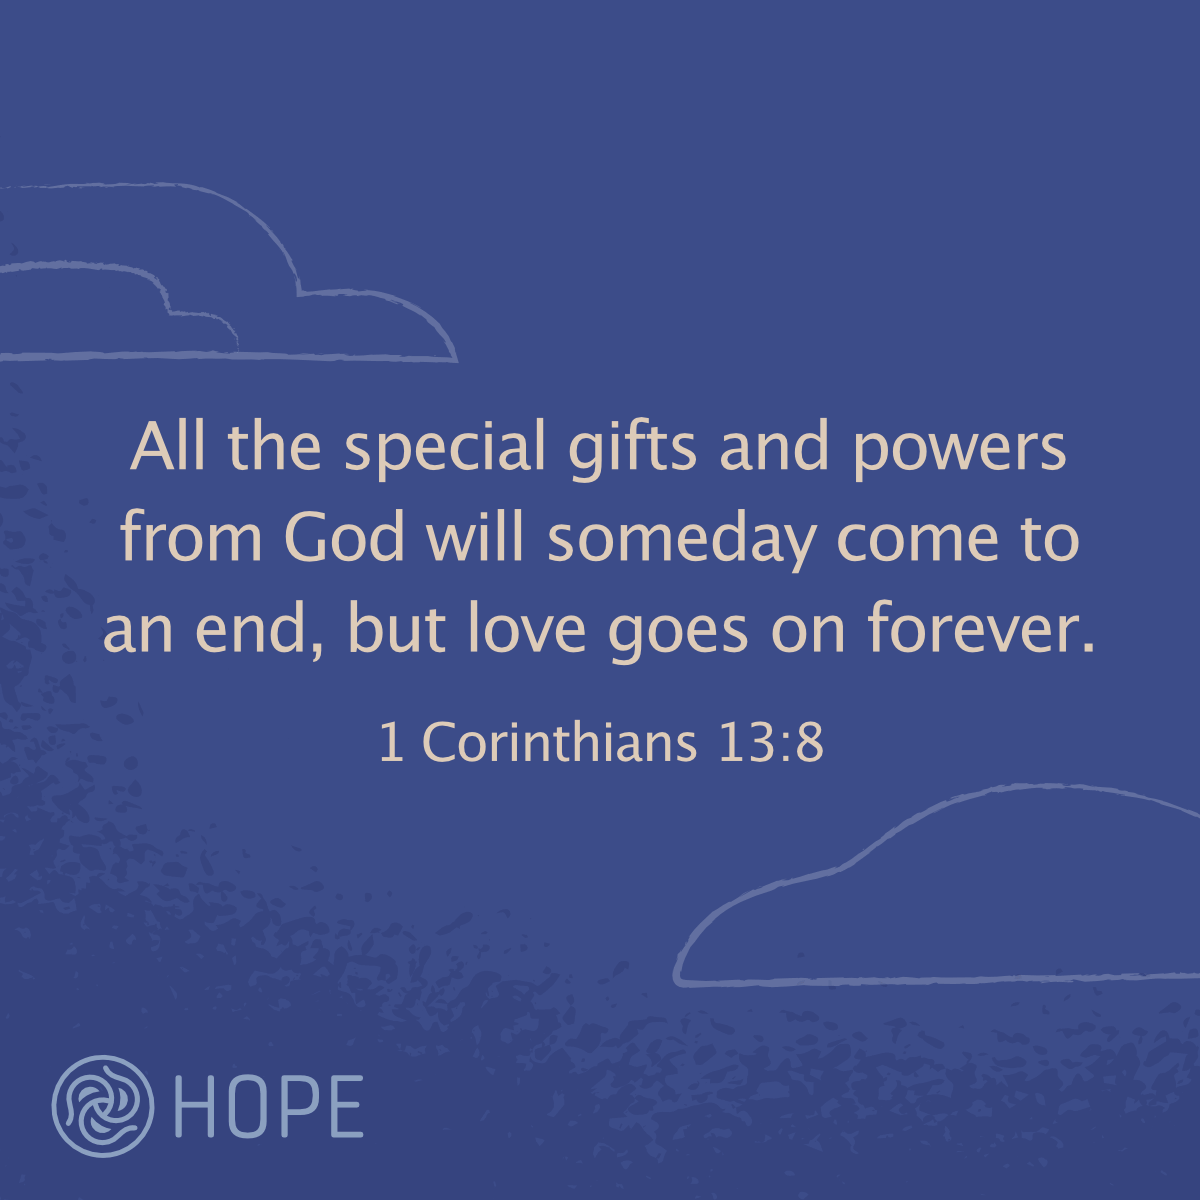 All the special gifts and powers
from God will someday come to
an end, but love goes on forever.
1 Corinthians 13:8
HOPE